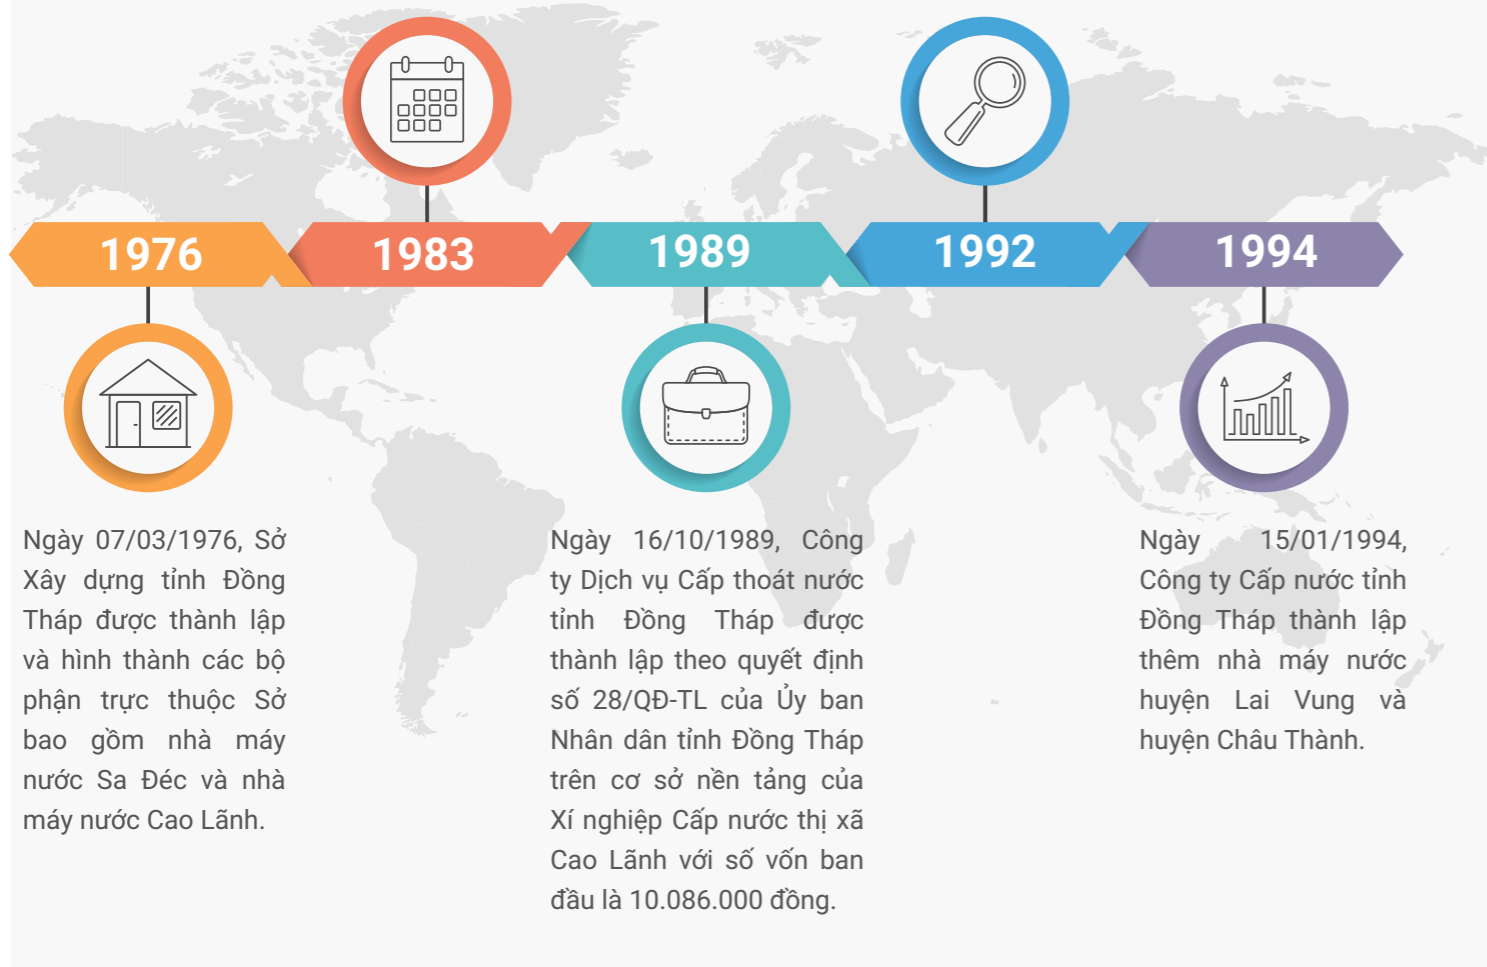 1976
1983
1989
1992
1994
Ngày 07/03/1976, Sở
Xây dựng tỉnh Đồng
Tháp được thành lập
và hình thành các bộ
phận trực thuộc Sở
bao gồm nhà máy
nước Sa Đéc và nhà
máy nước Cao Lãnh.
Ngày 16/10/1989, Công
ty Dịch vụ Cấp thoát nước
tỉnh Đồng Tháp được
thành lập theo quyết định
số 28/QĐ-TL của Ủy ban
Nhân dân tỉnh Đồng Tháp
trên cơ sở nền tảng của
Xí nghiệp Cấp nước thị xã
Cao Lãnh với số vốn ban
đầu là 10.086.000 đồng.
Ngày 15/01/1994,
Công ty Cấp nước tỉnh
Đồng Tháp thành lập
thêm nhà máy nước
huyện Lai Vung và
huyện Châu Thành.